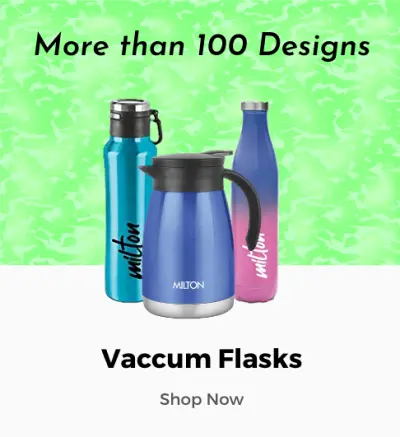 More than 100 Designs
milton
MILTON
milton
Vaccum Flasks
Shop Now